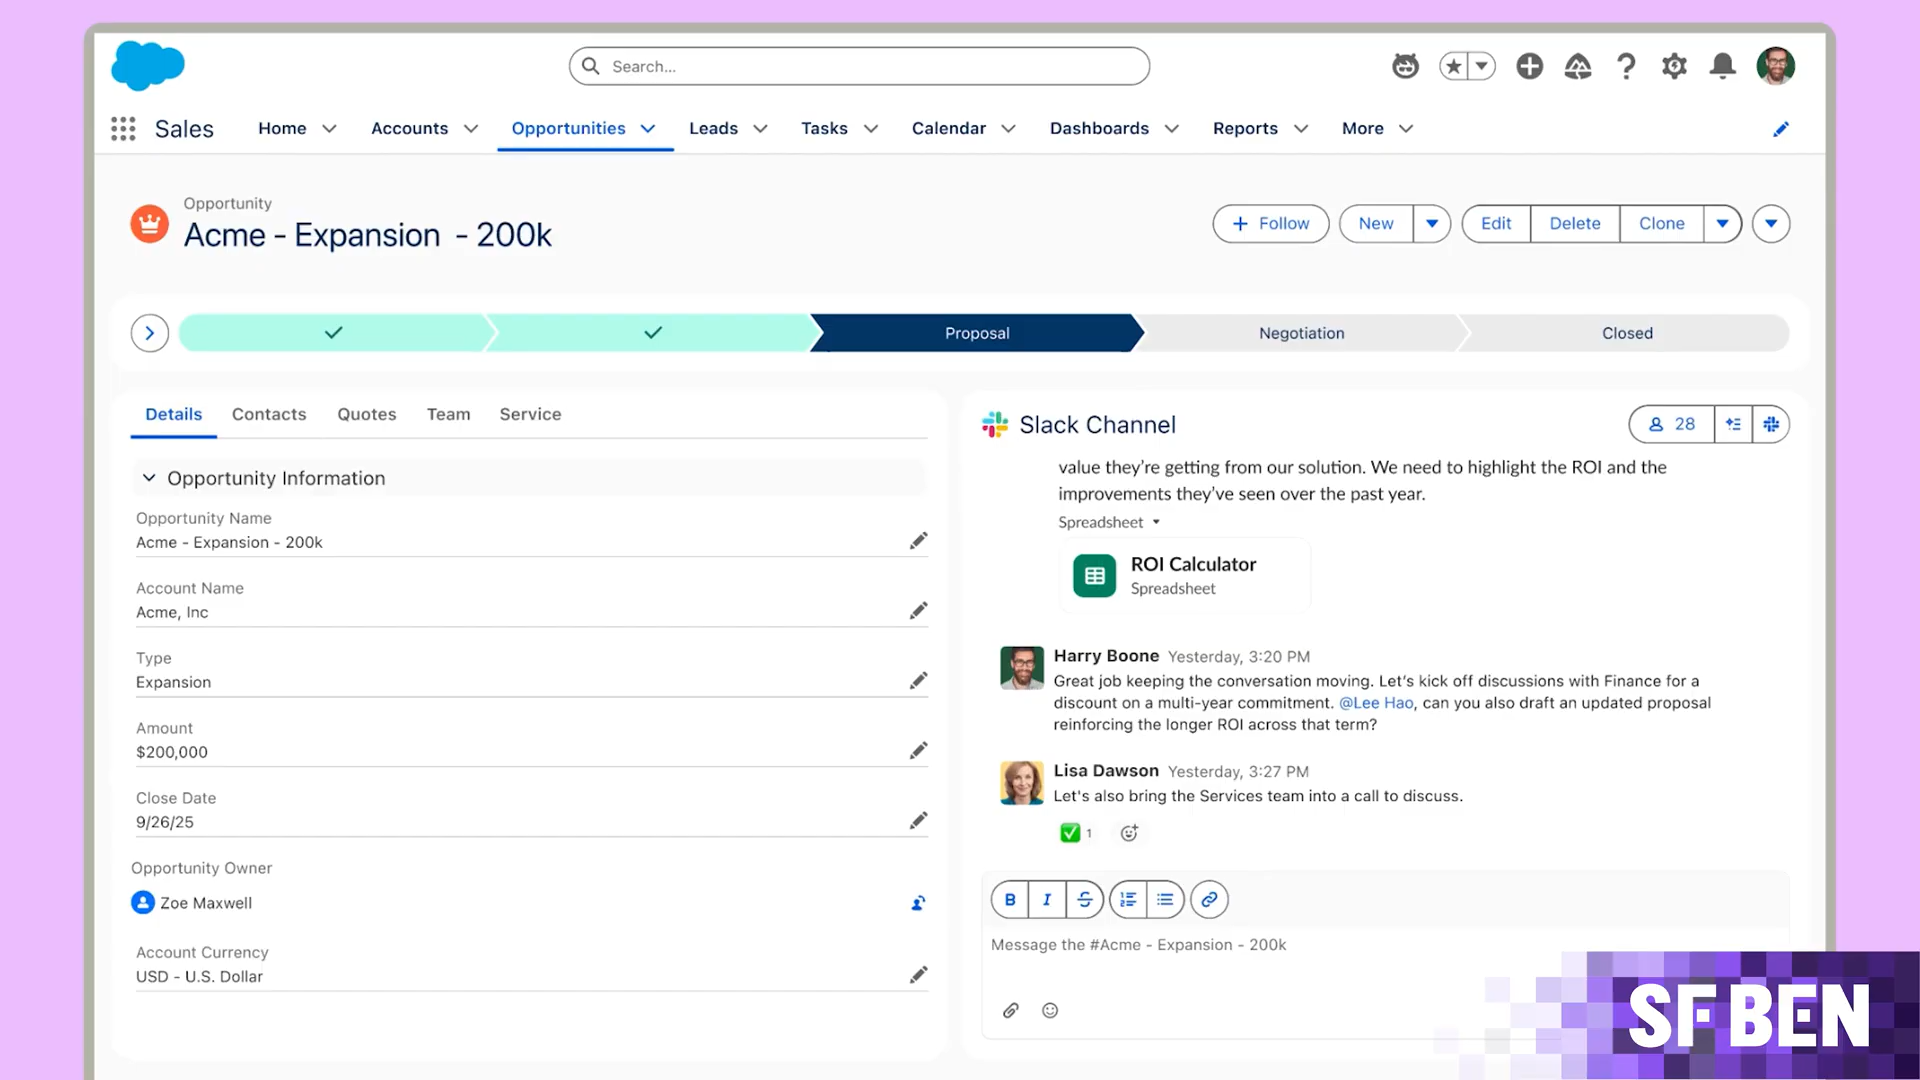 Search...
Sales
Home
Accounts
Opportunities
Leads
Tasks
Calendar
Dashboards
Reports
More
Opportunity
Acme - Expansion - 200k
Follow
New
Edit
Delete
Clone
Proposal
Negotiation
Closed
Details
Contacts
Quotes
Team
Service
Opportunity Information
Opportunity Name
Acme - Expansion - 200k
Account Name
Acme, Inc
Type
Expansion
Amount
$200,000
Close Date
9/26/25
Opportunity Owner
Zoe Maxwell
Account Currency
USD - U.S. Dollar
Slack Channel
28
value they’re getting from our solution. We need to highlight the ROI and the
improvements they’ve seen over the past year.
Spreadsheet
ROI Calculator
Spreadsheet
Harry Boone Yesterday, 3:20 PM
Great job keeping the conversation moving. Let’s kick off discussions with Finance for a
discount on a multi-year commitment. @Lee Hao, can you also draft an updated proposal
reinforcing the longer ROI across that term?
Lisa Dawson Yesterday, 3:27 PM
Let's also bring the Services team into a call to discuss.
1
B I S
Message the #Acme - Expansion - 200k
SF BEN